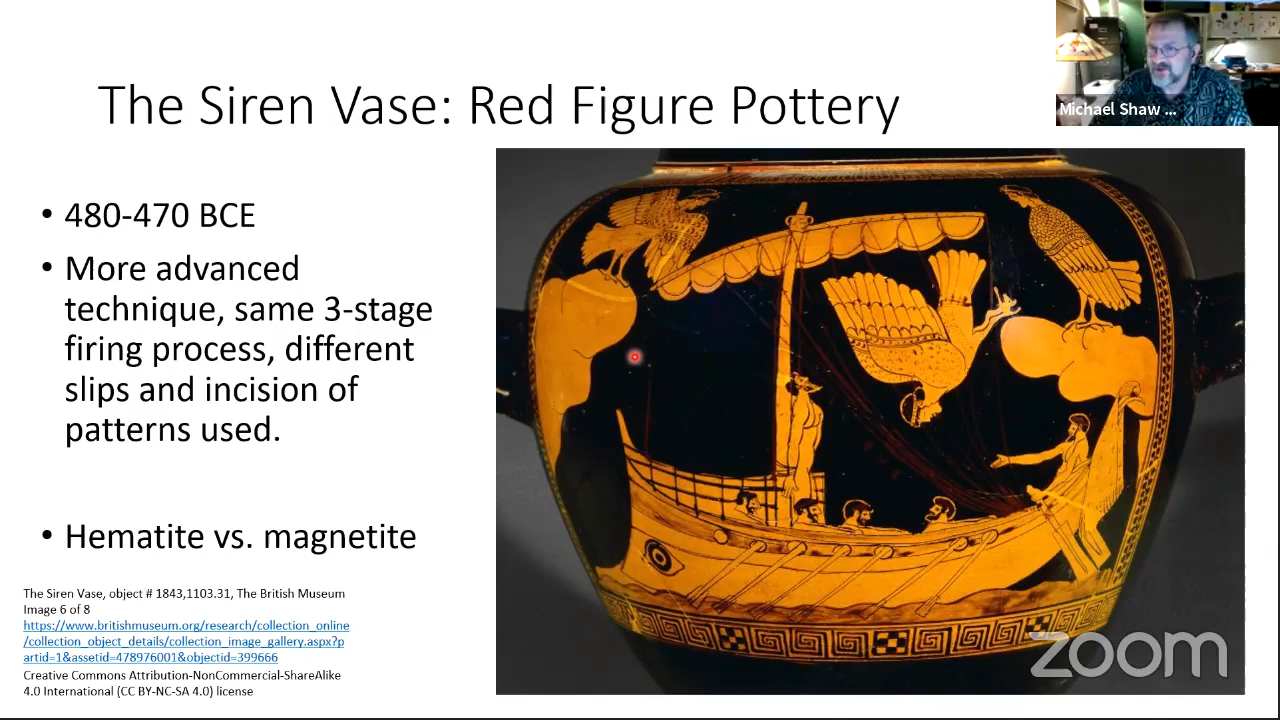 The Siren Vase: Red Figure Pottery
Michael Shaw ...
• 480-470 BCE
• More advanced
technique, same 3-stage
firing process, different
slips and incision of
patterns used.
• Hematite vs. magnetite
The Siren Vase, object # 1843,1103.31, The British Museum
Image 6 of 8
https://www.britishmuseum.org/research/collection_online
/collection_object_details/collection_image_gallery.aspx?p
artid=1&assetid=478976001&objectid=399666
Creative Commons Attribution-NonCommercial-ShareAlike
4.0 International (CC BY-NC-SA 4.0) license
zoom